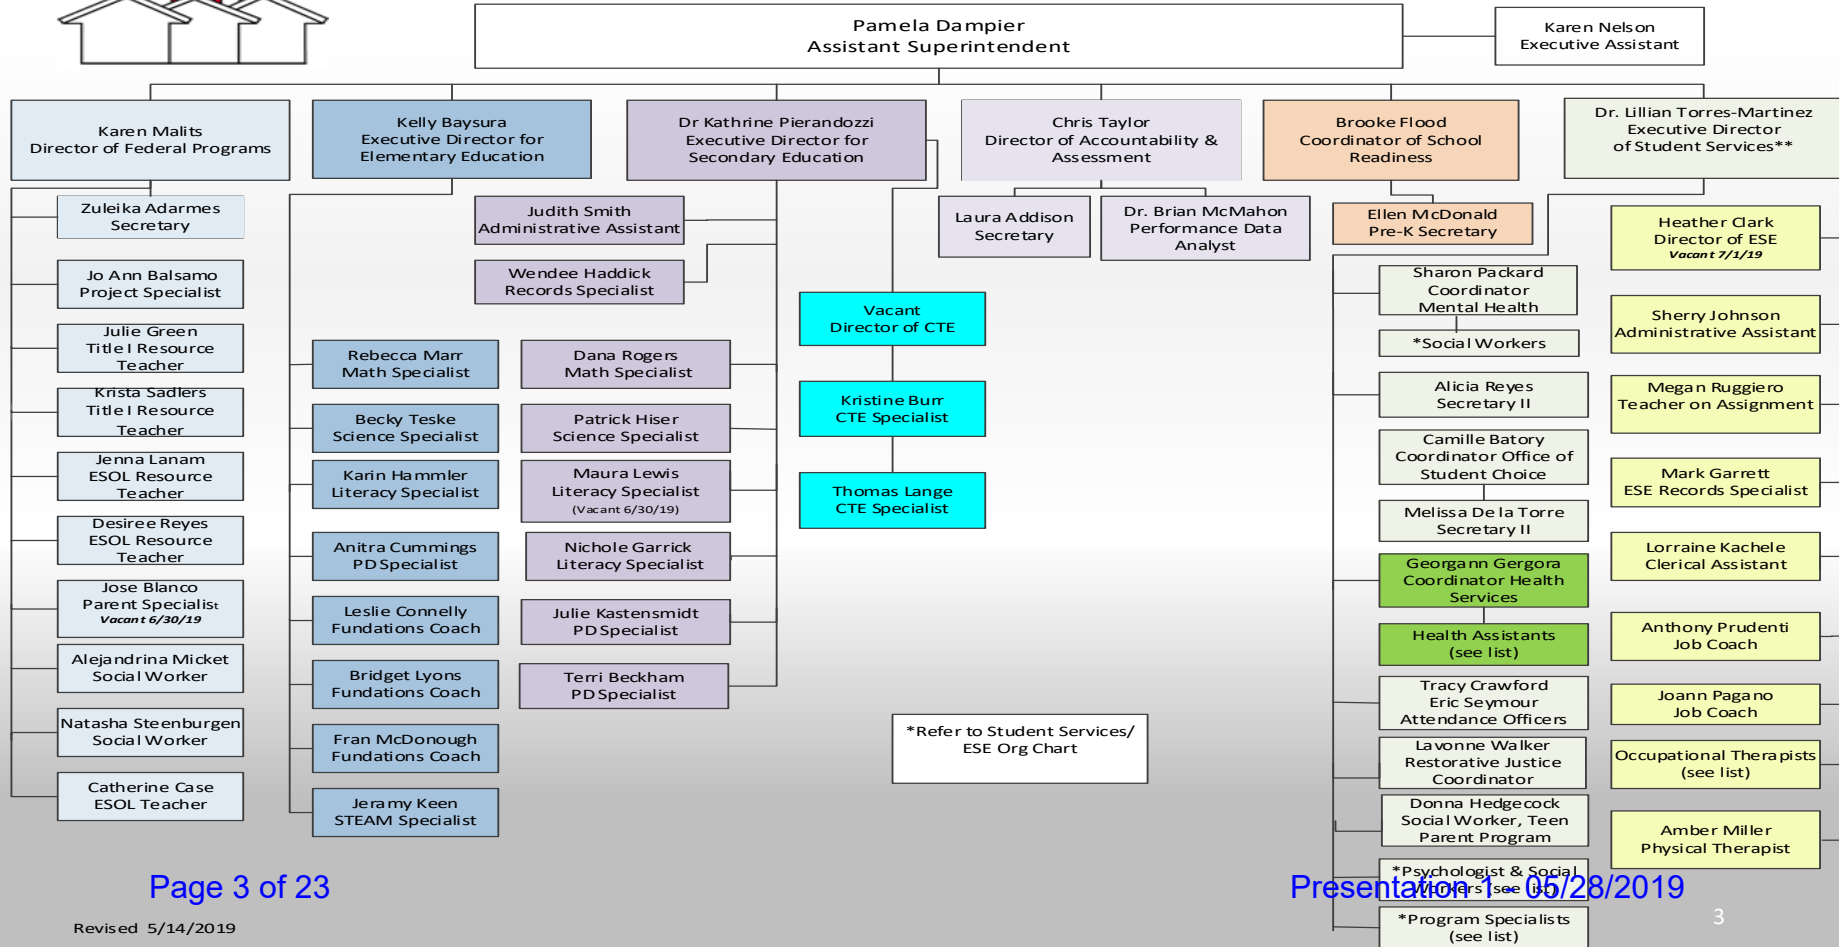 Pamela Dampier
Assistant Superintendent
Karen Nelson
Executive Assistant
Karen Malits
Director of Federal Programs
Kelly Baysura
Executive Director for
Elementary Education
Dr Kathrine Pierandozzi
Executive Director for
Secondary Education
Chris Taylor
Director of Accountability &
Assessment
Brooke Flood
Coordinator of School
Readiness
Dr. Lillian Torres-Martinez
Executive Director
of Student Services**
Zuleika Adarmes
Secretary
Jo Ann Balsamo
Project Specialist
Julie Green
Title I Resource
Teacher
Krista Sadlers
Title I Resource
Teacher
Jenna Lanam
ESOL Resource
Teacher
Desiree Reyes
ESOL Resource
Teacher
Jose Blanco
Parent Specialist
Vacant 6/30/19
Alejandrina Micket
Social Worker
Natasha Steenburgen
Social Worker
Catherine Case
ESOL Teacher
Rebecca Marr
Math Specialist
Becky Teske
Science Specialist
Karin Hammler
Literacy Specialist
Anitra Cummings
PD Specialist
Leslie Connelly
Fundations Coach
Bridget Lyons
Fundations Coach
Fran McDonough
Fundations Coach
Jeramy Keen
STEAM Specialist
Judith Smith
Administrative Assistant
Wendee Haddick
Records Specialist
Dana Rogers
Math Specialist
Patrick Hiser
Science Specialist
Maura Lewis
Literacy Specialist
(Vacant 6/30/19)
Nichole Garrick
Literacy Specialist
Julie Kastensmidt
PD Specialist
Terri Beckham
PD Specialist
Vacant
Director of CTE
Kristine Burr
CTE Specialist
Thomas Lange
CTE Specialist
Laura Addison
Secretary
Dr. Brian McMahon
Performance Data
Analyst
Ellen McDonald
Pre-K Secretary
Sharon Packard
Coordinator
Mental Health
*Social Workers
Alicia Reyes
Secretary II
Camille Batory
Coordinator Office of
Student Choice
Melissa De la Torre
Secretary II
Georgann Gergora
Coordinator Health
Services
Health Assistants
(see list)
Tracy Crawford
Eric Seymour
Attendance Officers
Lavonne Walker
Restorative Justice
Coordinator
Donna Hedgecock
Social Worker, Teen
Parent Program
*Psychologist & Social
Workers (see list)
*Program Specialists
(see list)
Heather Clark
Director of ESE
Vacant 7/1/19
Sherry Johnson
Administrative Assistant
Megan Ruggiero
Teacher on Assignment
Mark Garrett
ESE Records Specialist
Lorraine Kachele
Clerical Assistant
Anthony Prudenti
Job Coach
Joann Pagano
Job Coach
Occupational Therapists
(see list)
Amber Miller
Physical Therapist
*Refer to Student Services/
ESE Org Chart
Page 3 of 23
Presentation 1 - 05/28/2019
Revised 5/14/2019
3